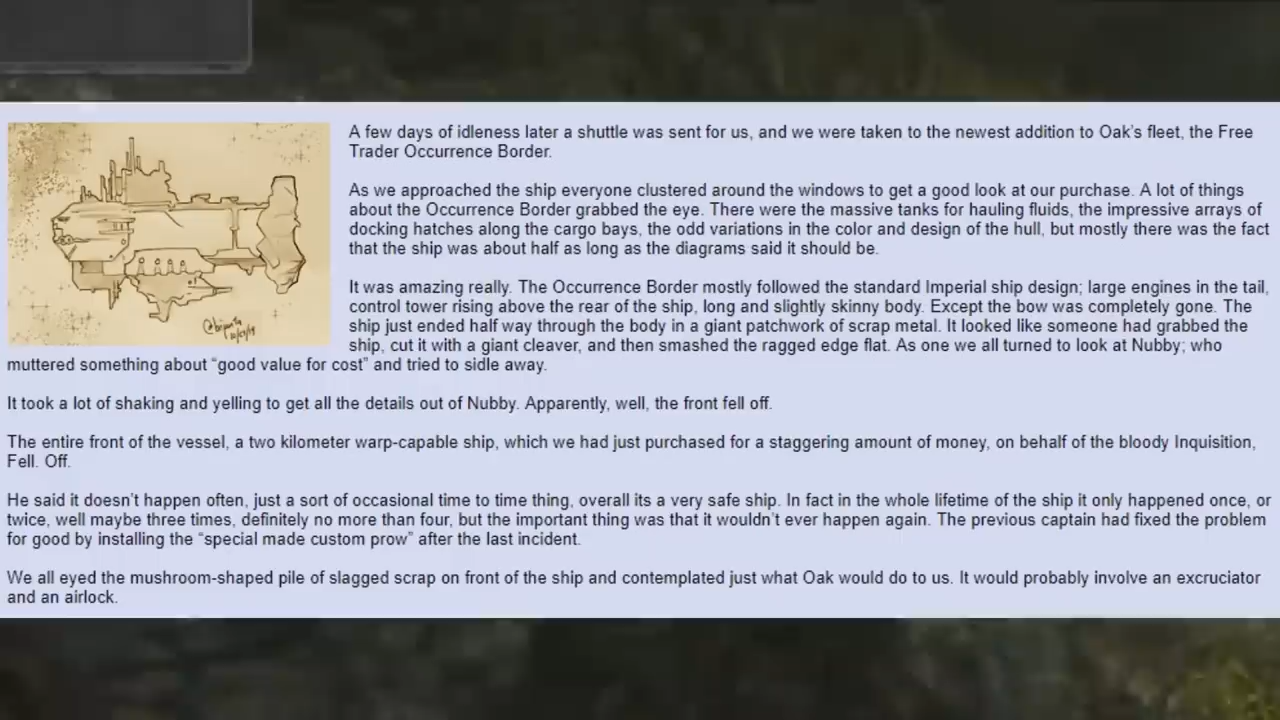 A few days of idleness later a shuttle was sent for us, and we were taken to the newest addition to Oak's fleet, the Free
Trader Occurrence Border.
As we approached the ship everyone clustered around the windows to get a good look at our purchase. A lot of things
about the Occurrence Border grabbed the eye. There were the massive tanks for hauling fluids, the impressive arrays of
docking hatches along the cargo bays, the odd variations in the color and design of the hull, but mostly there was the fact
that the ship was about half as long as the diagrams said it should be.
It was amazing really. The Occurrence Border mostly followed the standard Imperial ship design; large engines in the tail,
control tower rising above the rear of the ship, long and slightly skinny body. Except the bow was completely gone. The
ship just ended half way through the body in a giant patchwork of scrap metal. It looked like someone had grabbed the
ship, cut it with a giant cleaver, and then smashed the ragged edge flat. As one we all turned to look at Nubby; who
muttered something about “good value for cost” and tried to sidle away.
It took a lot of shaking and yelling to get all the details out of Nubby. Apparently, well, the front fell off.
The entire front of the vessel, a two kilometer warp-capable ship, which we had just purchased for a staggering amount of money, on behalf of the bloody Inquisition,
Fell. Off.
He said it doesn't happen often, just a sort of occasional time to time thing, overall its a very safe ship. In fact in the whole lifetime of the ship it only happened once, or
twice, well maybe three times, definitely no more than four, but the important thing was that it wouldn't ever happen again. The previous captain had fixed the problem
for good by installing the “special made custom prow” after the last incident.
We all eyed the mushroom-shaped pile of slagged scrap on front of the ship and contemplated just what Oak would do to us. It would probably involve an excruciator
and an airlock.